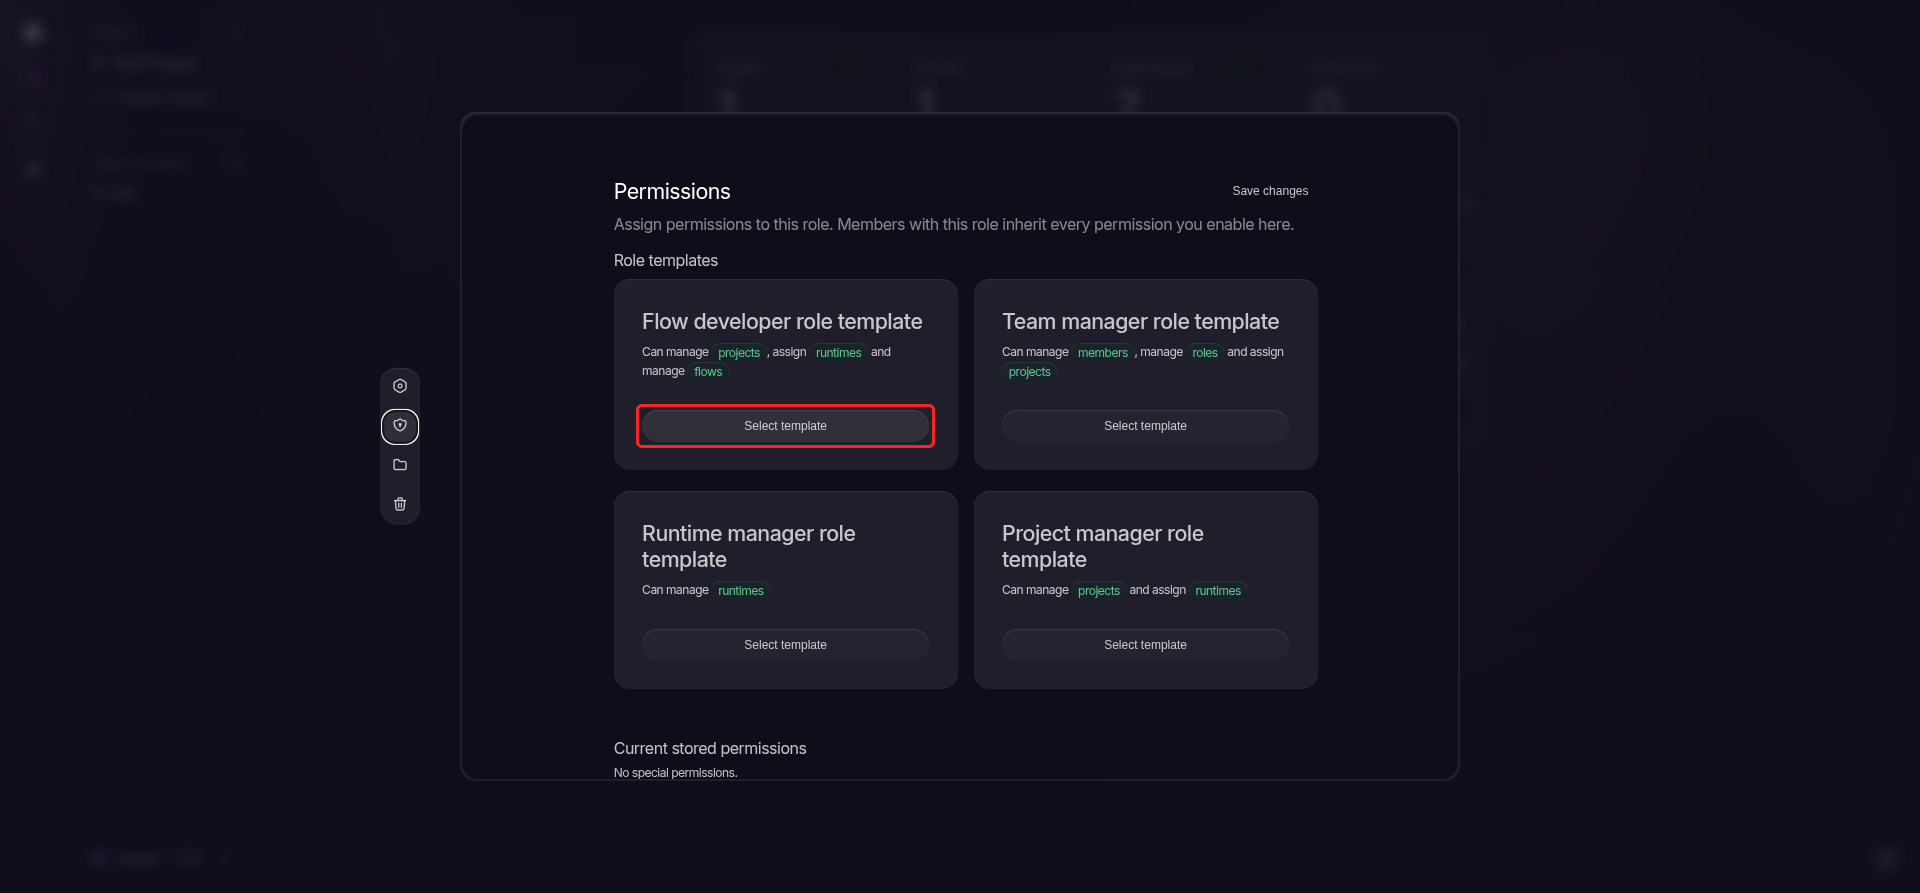 Permissions
Save changes
Assign permissions to this role. Members with this role inherit every permission you enable here.
Role templates
Flow developer role template
Can manage projects , assign runtimes and
manage flows
Select template
Team manager role template
Can manage members , manage roles and assign
projects
Select template
Runtime manager role
template
Can manage runtimes
Select template
Project manager role
template
Can manage projects and assign runtimes
Select template
Current stored permissions
No special permissions.